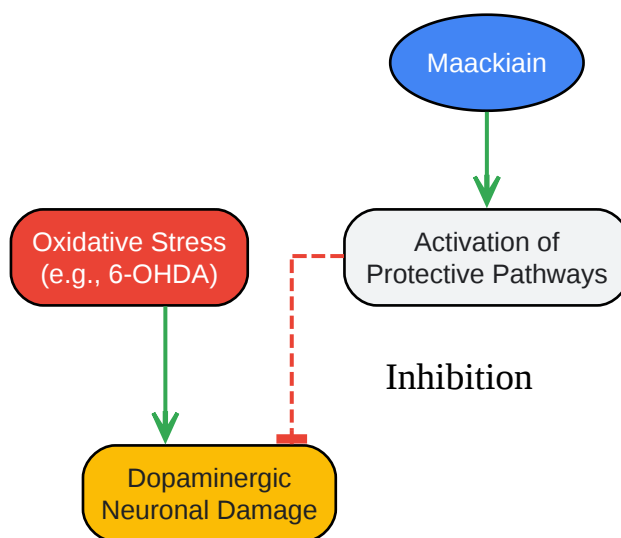 Maackiain
Oxidative Stress
(e.g., 6-OHDA)
Activation of
Protective Pathways
Inhibition
Dopaminergic
Neuronal Damage